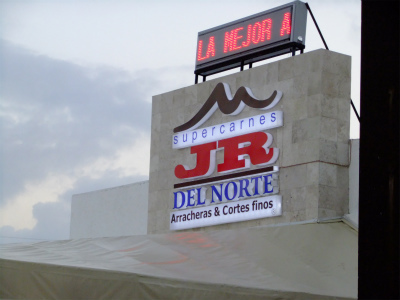 LA MEJOR A
supercarnes
JR
DEL NORTE
Arracheras & Cortes finos